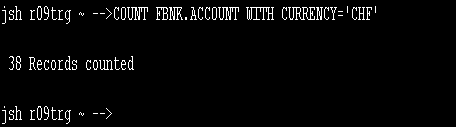 jsh r09trg ~ -->COUNT FBNK.ACCOUNT WITH CURRENCY='CHF'
38 Records counted
jsh r09trg ~ -->